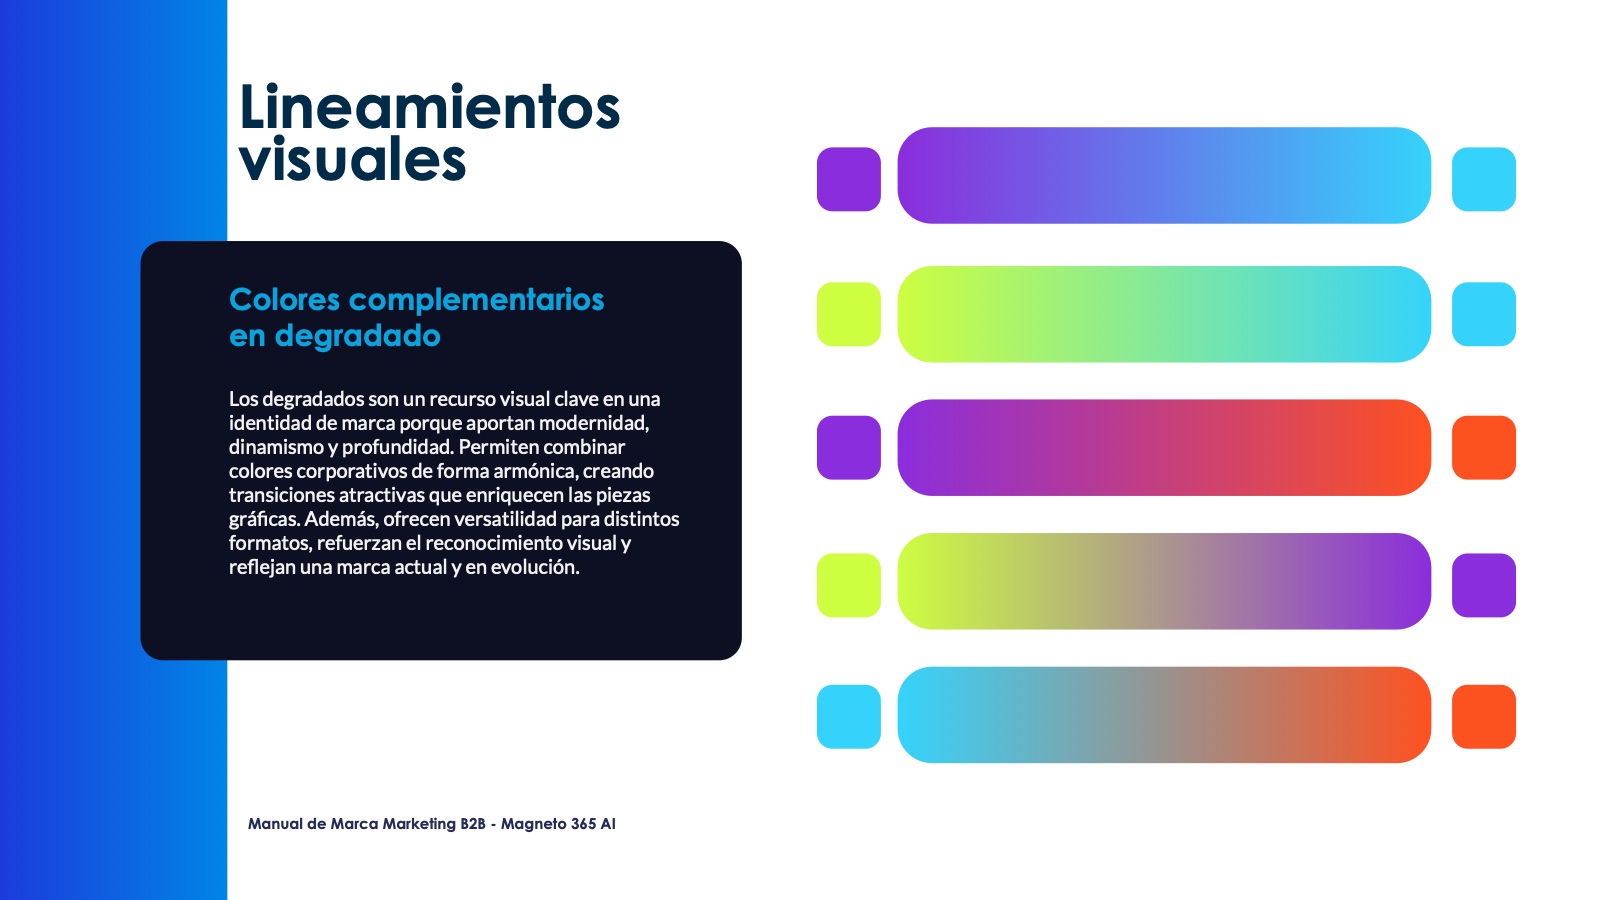 Lineamientos
visuales
Colores complementarios
en degradado
Los degradados son un recurso visual clave en una
identidad de marca porque aportan modernidad,
dinamismo y profundidad. Permiten combinar
colores corporativos de forma armónica, creando
transiciones atractivas que enriquecen las piezas
gráficas. Además, ofrecen versatilidad para distintos
formatos, refuerzan el reconocimiento visual y
reflejan una marca actual y en evolución.
Manual de Marca Marketing B2B - Magneto 365 AI